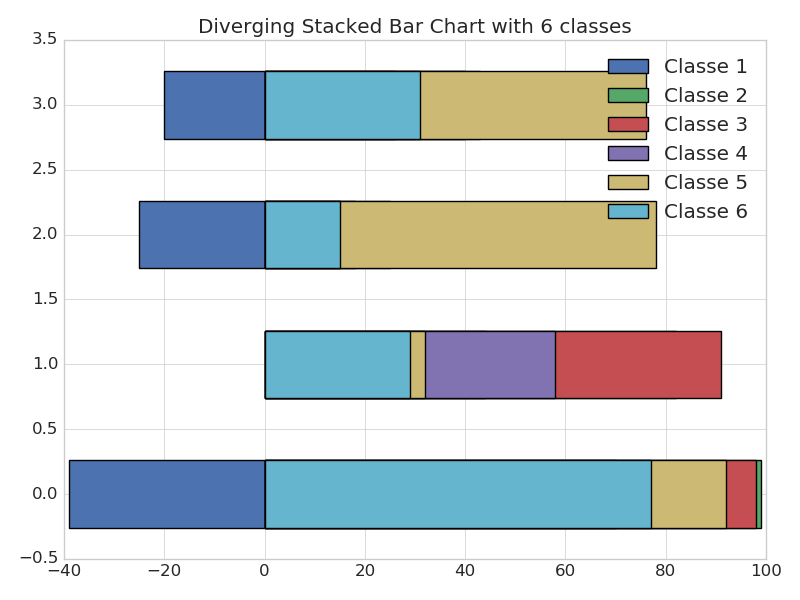 Diverging Stacked Bar Chart with 6 classes
3.5
3.0
2.5
2.0
1.5
1.0
0.5
0.0
−0.5
−40
−20
0
20
40
60
80
100
Classe 1
Classe 2
Classe 3
Classe 4
Classe 5
Classe 6